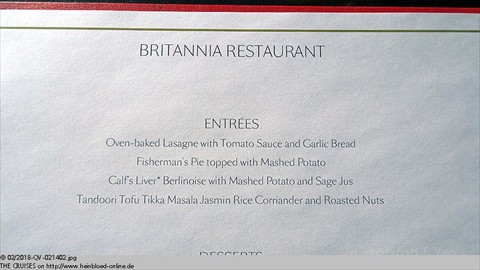 BRITANNIA RESTAURANT
ENTRÉES
Oven-baked Lasagne with Tomato Sauce and Garlic Bread
Fisherman's Pie topped with Mashed Potato
Calf's Liver* Berlinoise with Mashed Potato and Sage Jus
Tandoori Tofu Tikka Masala Jasmin Rice Corriander and Roasted Nuts
DESSERTS
© 02/2018-QV-021402.jpg
THE CRUISES on http://www.heinbloed-online.de